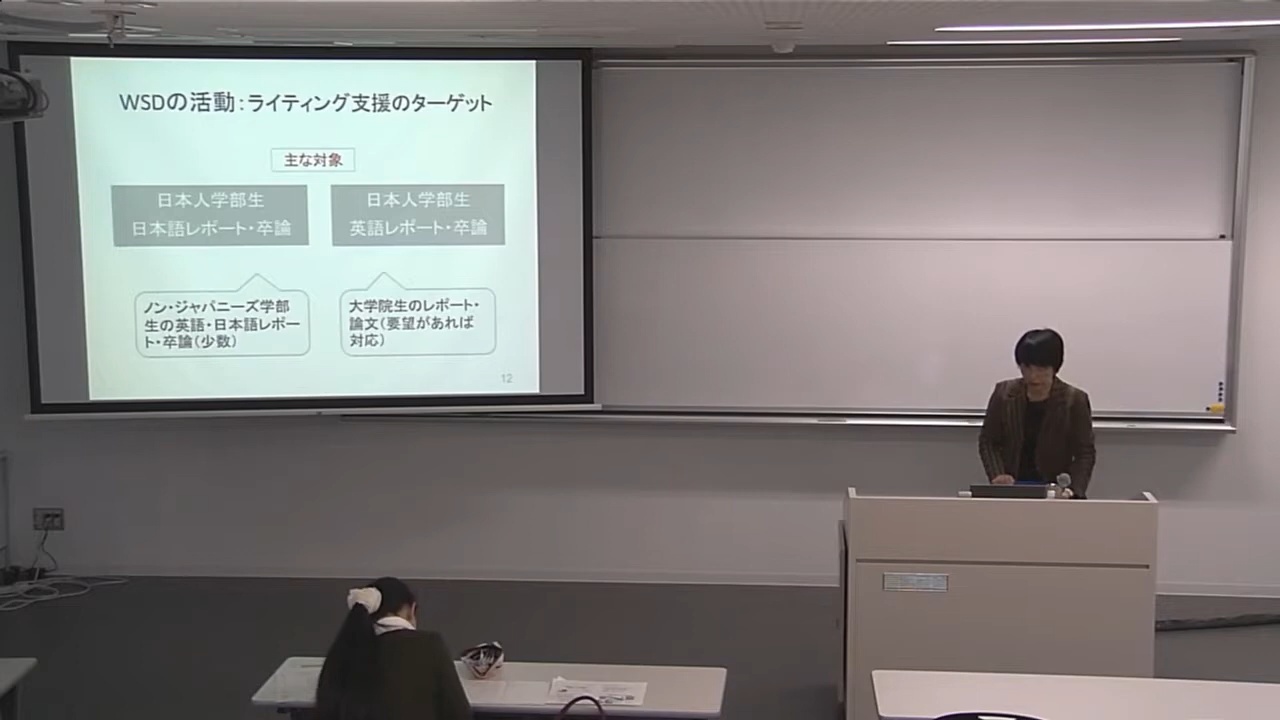 WSDの活動：ライティング支援のターゲット
主な対象
日本人学部生
日本語レポート・卒論
日本人学部生
英語レポート・卒論
ノン・ジャパニーズ学部
生の英語・日本語レポー
ト・卒論（少数）
大学院生のレポート・
論文（要望があれば
対応）
12